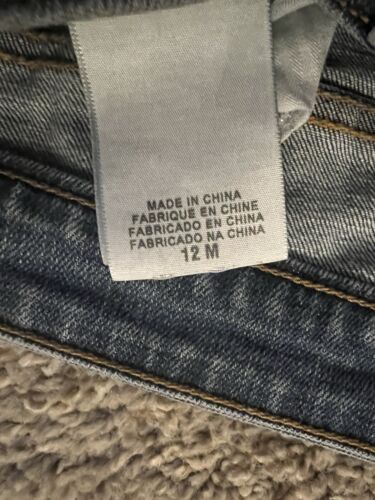 MADE IN CHINA
FABRIQUE EN CHINE
FABRICADO EN CHINA
FABRICADO NA CHINA
12 M